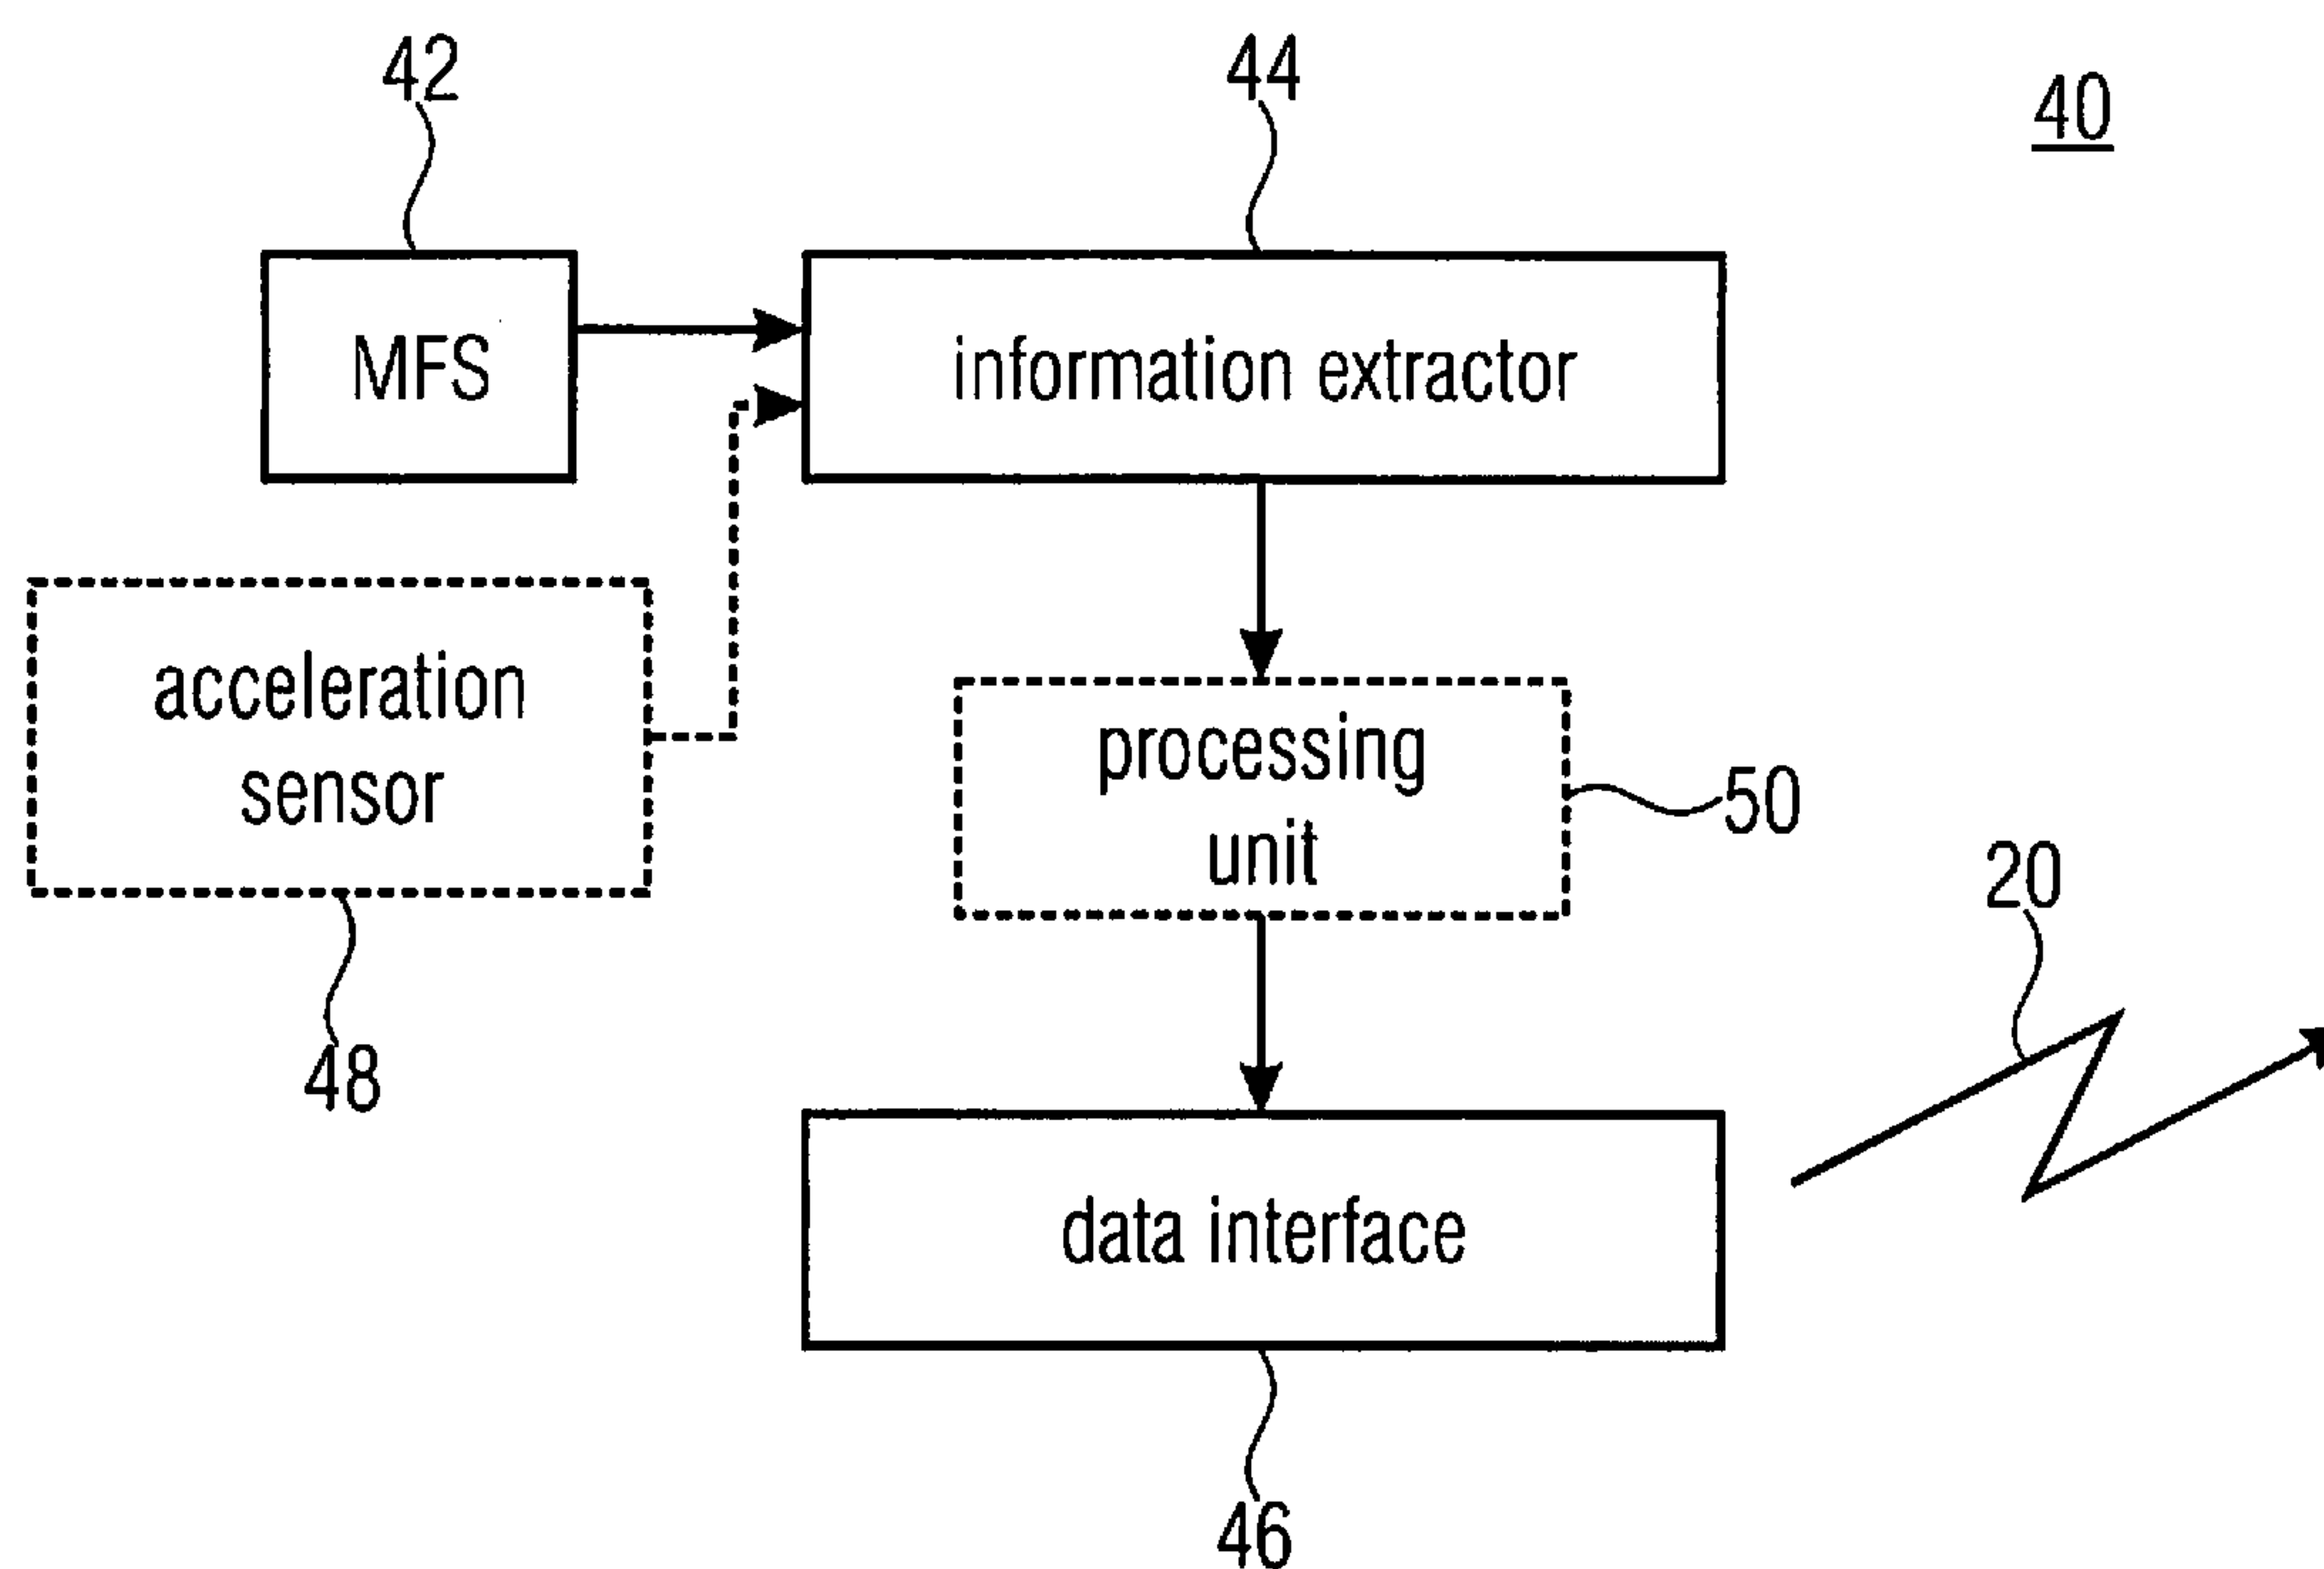 42
44
40
MFS
information extractor
acceleration
sensor
processing
unit
50
20
48
data interface
46